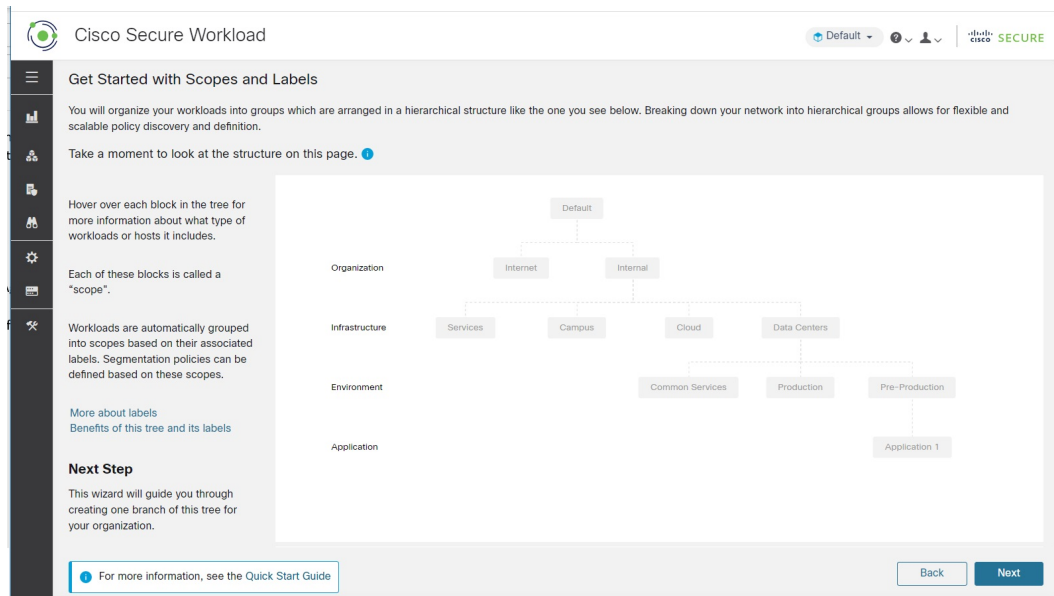 Cisco Secure Workload
Default
cisco SECURE
Get Started with Scopes and Labels
You will organize your workloads into groups which are arranged in a hierarchical structure like the one you see below. Breaking down your network into hierarchical groups allows for flexible and
scalable policy discovery and definition.
Take a moment to look at the structure on this page.
Hover over each block in the tree for
more information about what type of
workloads or hosts it includes.
Each of these blocks is called a
"scope".
Workloads are automatically grouped
into scopes based on their associated
labels. Segmentation policies can be
defined based on these scopes.
More about labels
Benefits of this tree and its labels
Next Step
This wizard will guide you through
creating one branch of this tree for
your organization.
Default
Organization Internet Internal
Infrastructure Services Campus Cloud Data Centers
Environment Common Services Production Pre-Production
Application Application 1
For more information, see the Quick Start Guide
Back Next